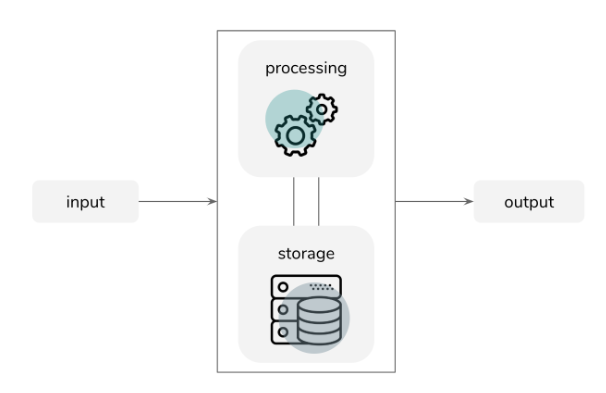 processing
input
output
storage